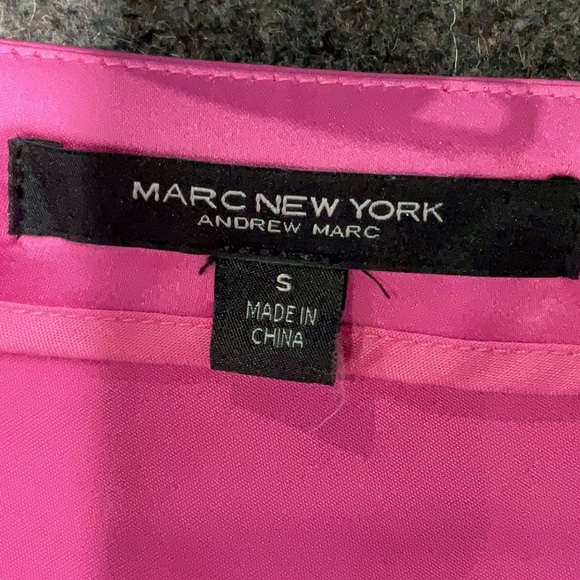 MARC NEW YORK
ANDREW MARC
S
MADE IN
CHINA